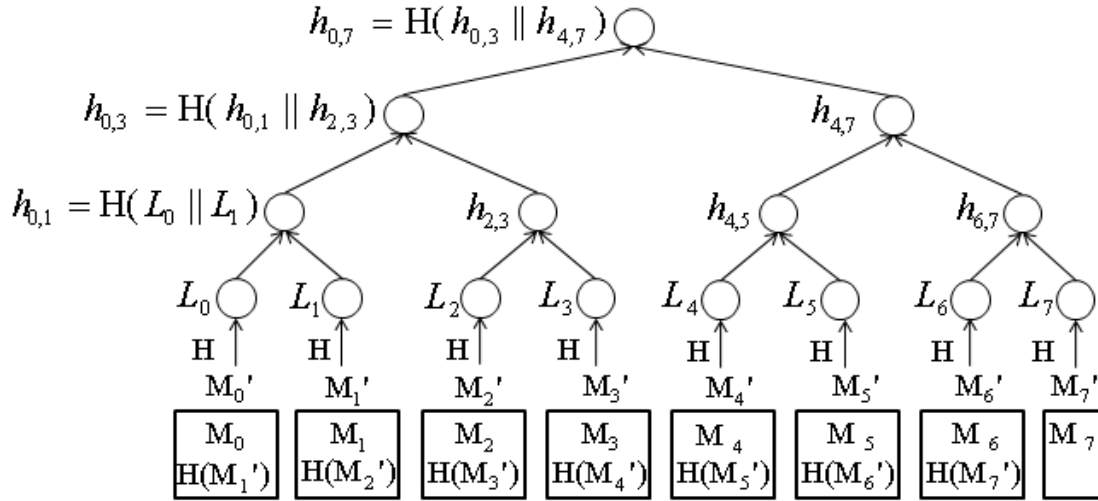 h₀,₇ = H( h₀,₃ || h₄,₇ )
h₀,₃ = H( h₀,₁ || h₂,₃ ) h₄,₇
h₀,₁ = H( L₀ || L₁ ) h₂,₃ h₄,₅ h₆,₇
L₀ L₁ L₂ L₃ L₄ L₅ L₆ L₇
H H H H H H H H
M₀' M₁' M₂' M₃' M₄' M₅' M₆' M₇'
M₀ M₁ M₂ M₃ M₄ M₅ M₆ M₇
H(M₁') H(M₂') H(M₃') H(M₄') H(M₅') H(M₆') H(M₇')